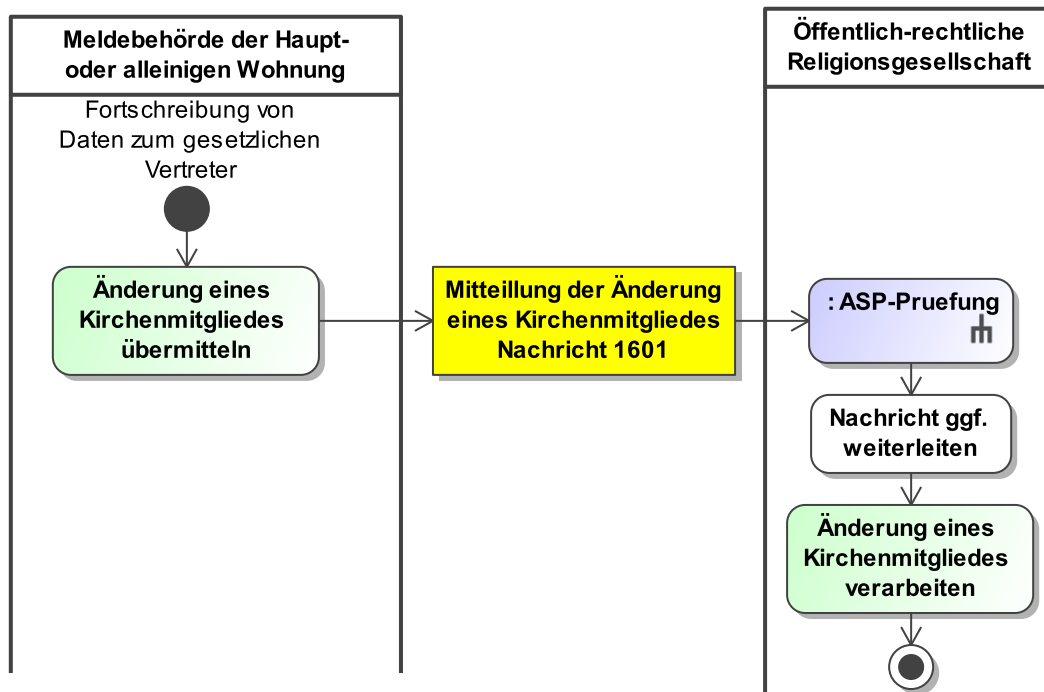 Meldebehörde der Haupt-
oder alleinigen Wohnung
Fortschreibung von
Daten zum gesetzlichen
Vertreter
Änderung eines
Kirchenmitgliedes
übermitteln
Mitteillung der Änderung
eines Kirchenmitgliedes
Nachricht 1601
Öffentlich-rechtliche
Religionsgesellschaft
: ASP-Pruefung
Nachricht ggf.
weiterleiten
Änderung eines
Kirchenmitgliedes
verarbeiten